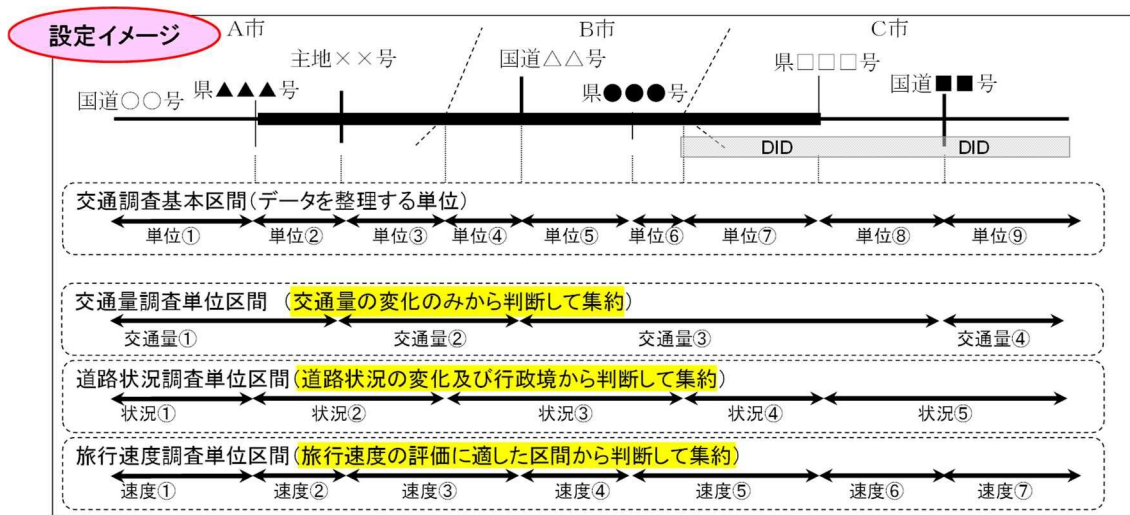 設定イメージ
A市
B市
C市
主地××号
国道△△号
県□□□号
国道○○号
県▲▲▲号
県●●●号
国道■■号
DID
DID
交通調査基本区間(データを整理する単位)
単位① 単位② 単位③ 単位④ 単位⑤ 単位⑥ 単位⑦ 単位⑧ 単位⑨
交通量調査単位区間 (交通量の変化のみから判断して集約)
交通量① 交通量② 交通量③ 交通量④
道路状況調査単位区間(道路状況の変化及び行政境から判断して集約)
状況① 状況② 状況③ 状況④ 状況⑤
旅行速度調査単位区間(旅行速度の評価に適した区間から判断して集約)
速度① 速度② 速度③ 速度④ 速度⑤ 速度⑥ 速度⑦